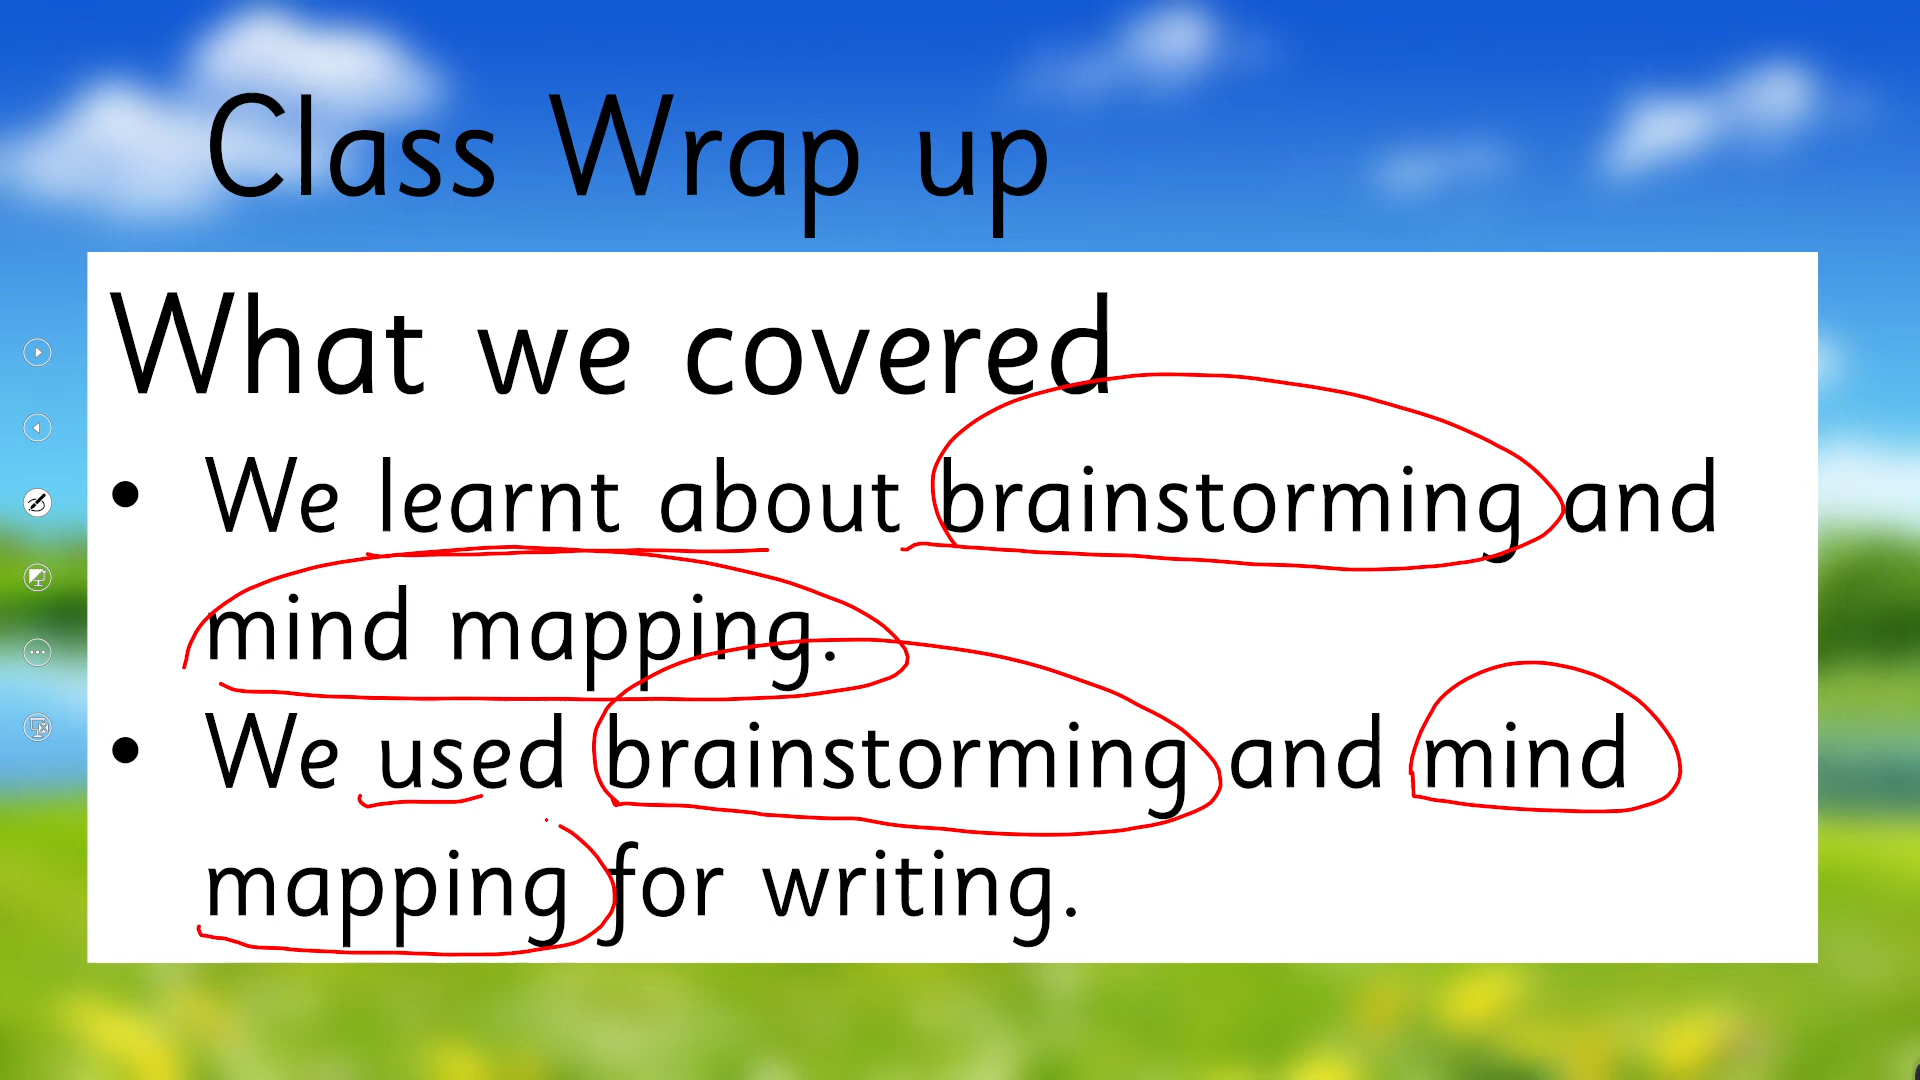 Class Wrap up
What we covered
• We learnt about brainstorming and
mind mapping.
• We used brainstorming and mind
mapping for writing.